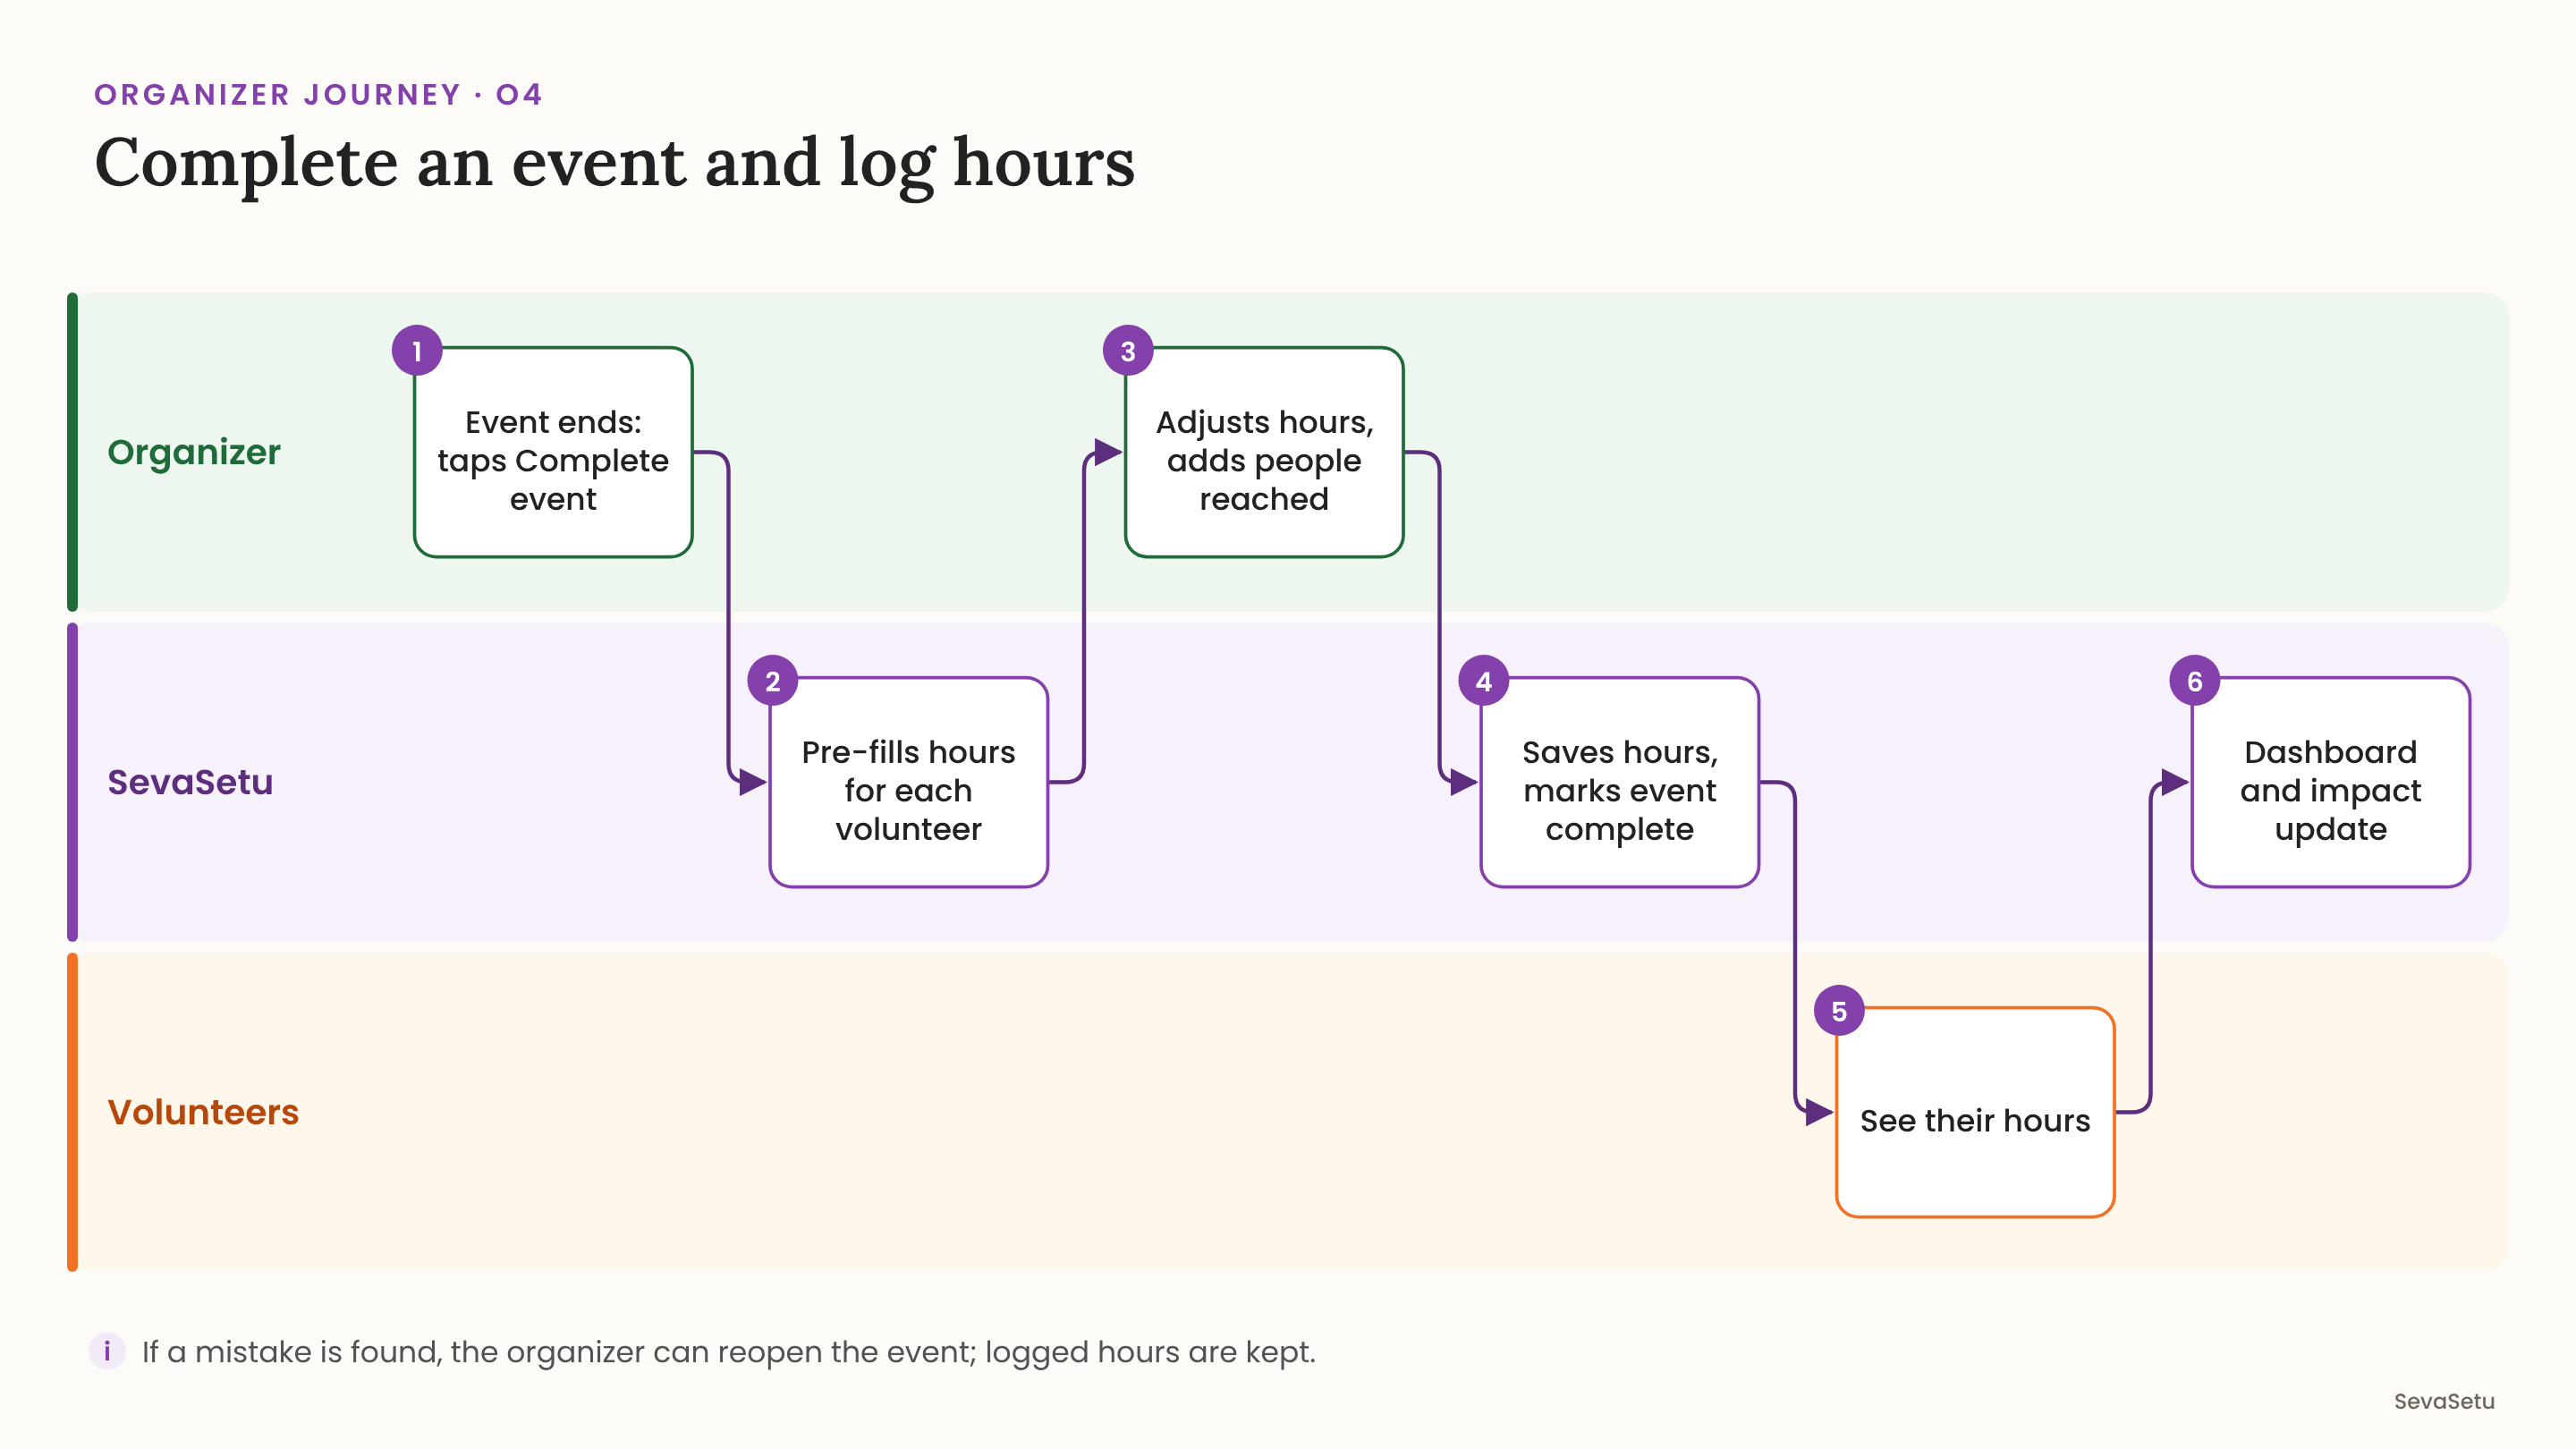 ORGANIZER JOURNEY · O4
Complete an event and log hours
Organizer
1
Event ends:
taps Complete
event
3
Adjusts hours,
adds people
reached
SevaSetu
2
Pre-fills hours
for each
volunteer
4
Saves hours,
marks event
complete
6
Dashboard
and impact
update
Volunteers
5
See their hours
i If a mistake is found, the organizer can reopen the event; logged hours are kept.
SevaSetu